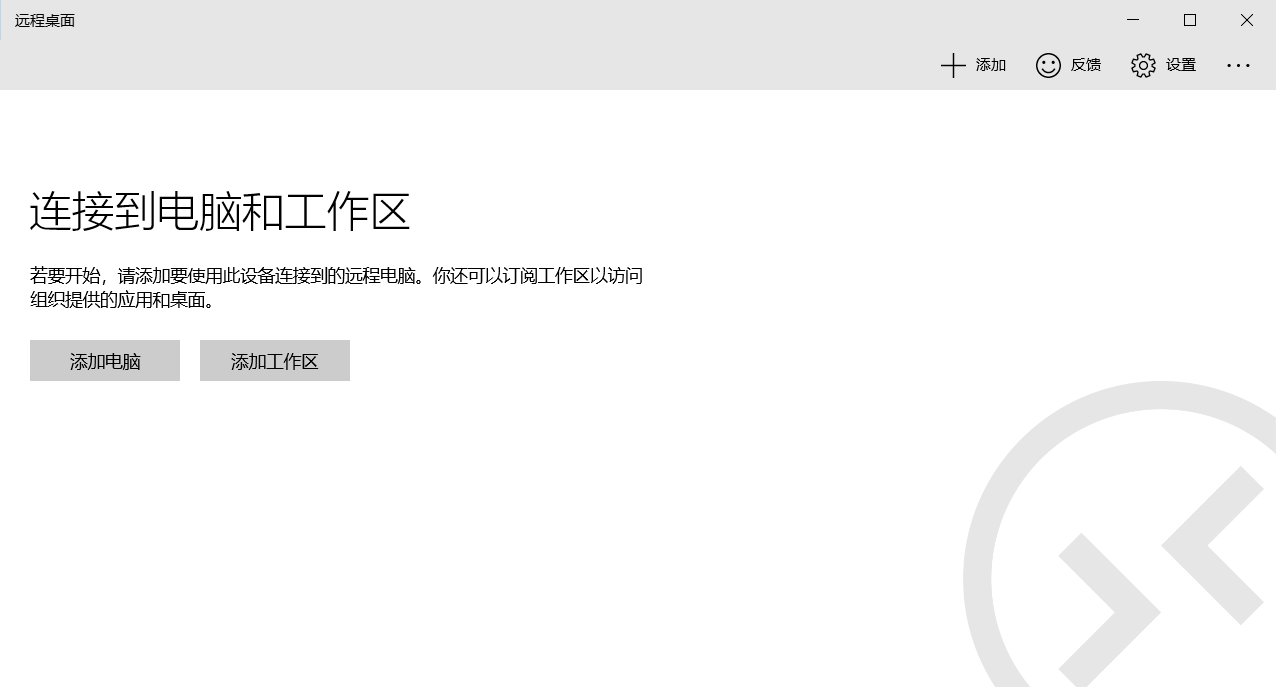 远程桌面
添加 反馈 设置
连接到电脑和工作区
若要开始，请添加要使用此设备连接到的远程电脑。你还可以订阅工作区以访问
组织提供的应用和桌面。
添加电脑 添加工作区